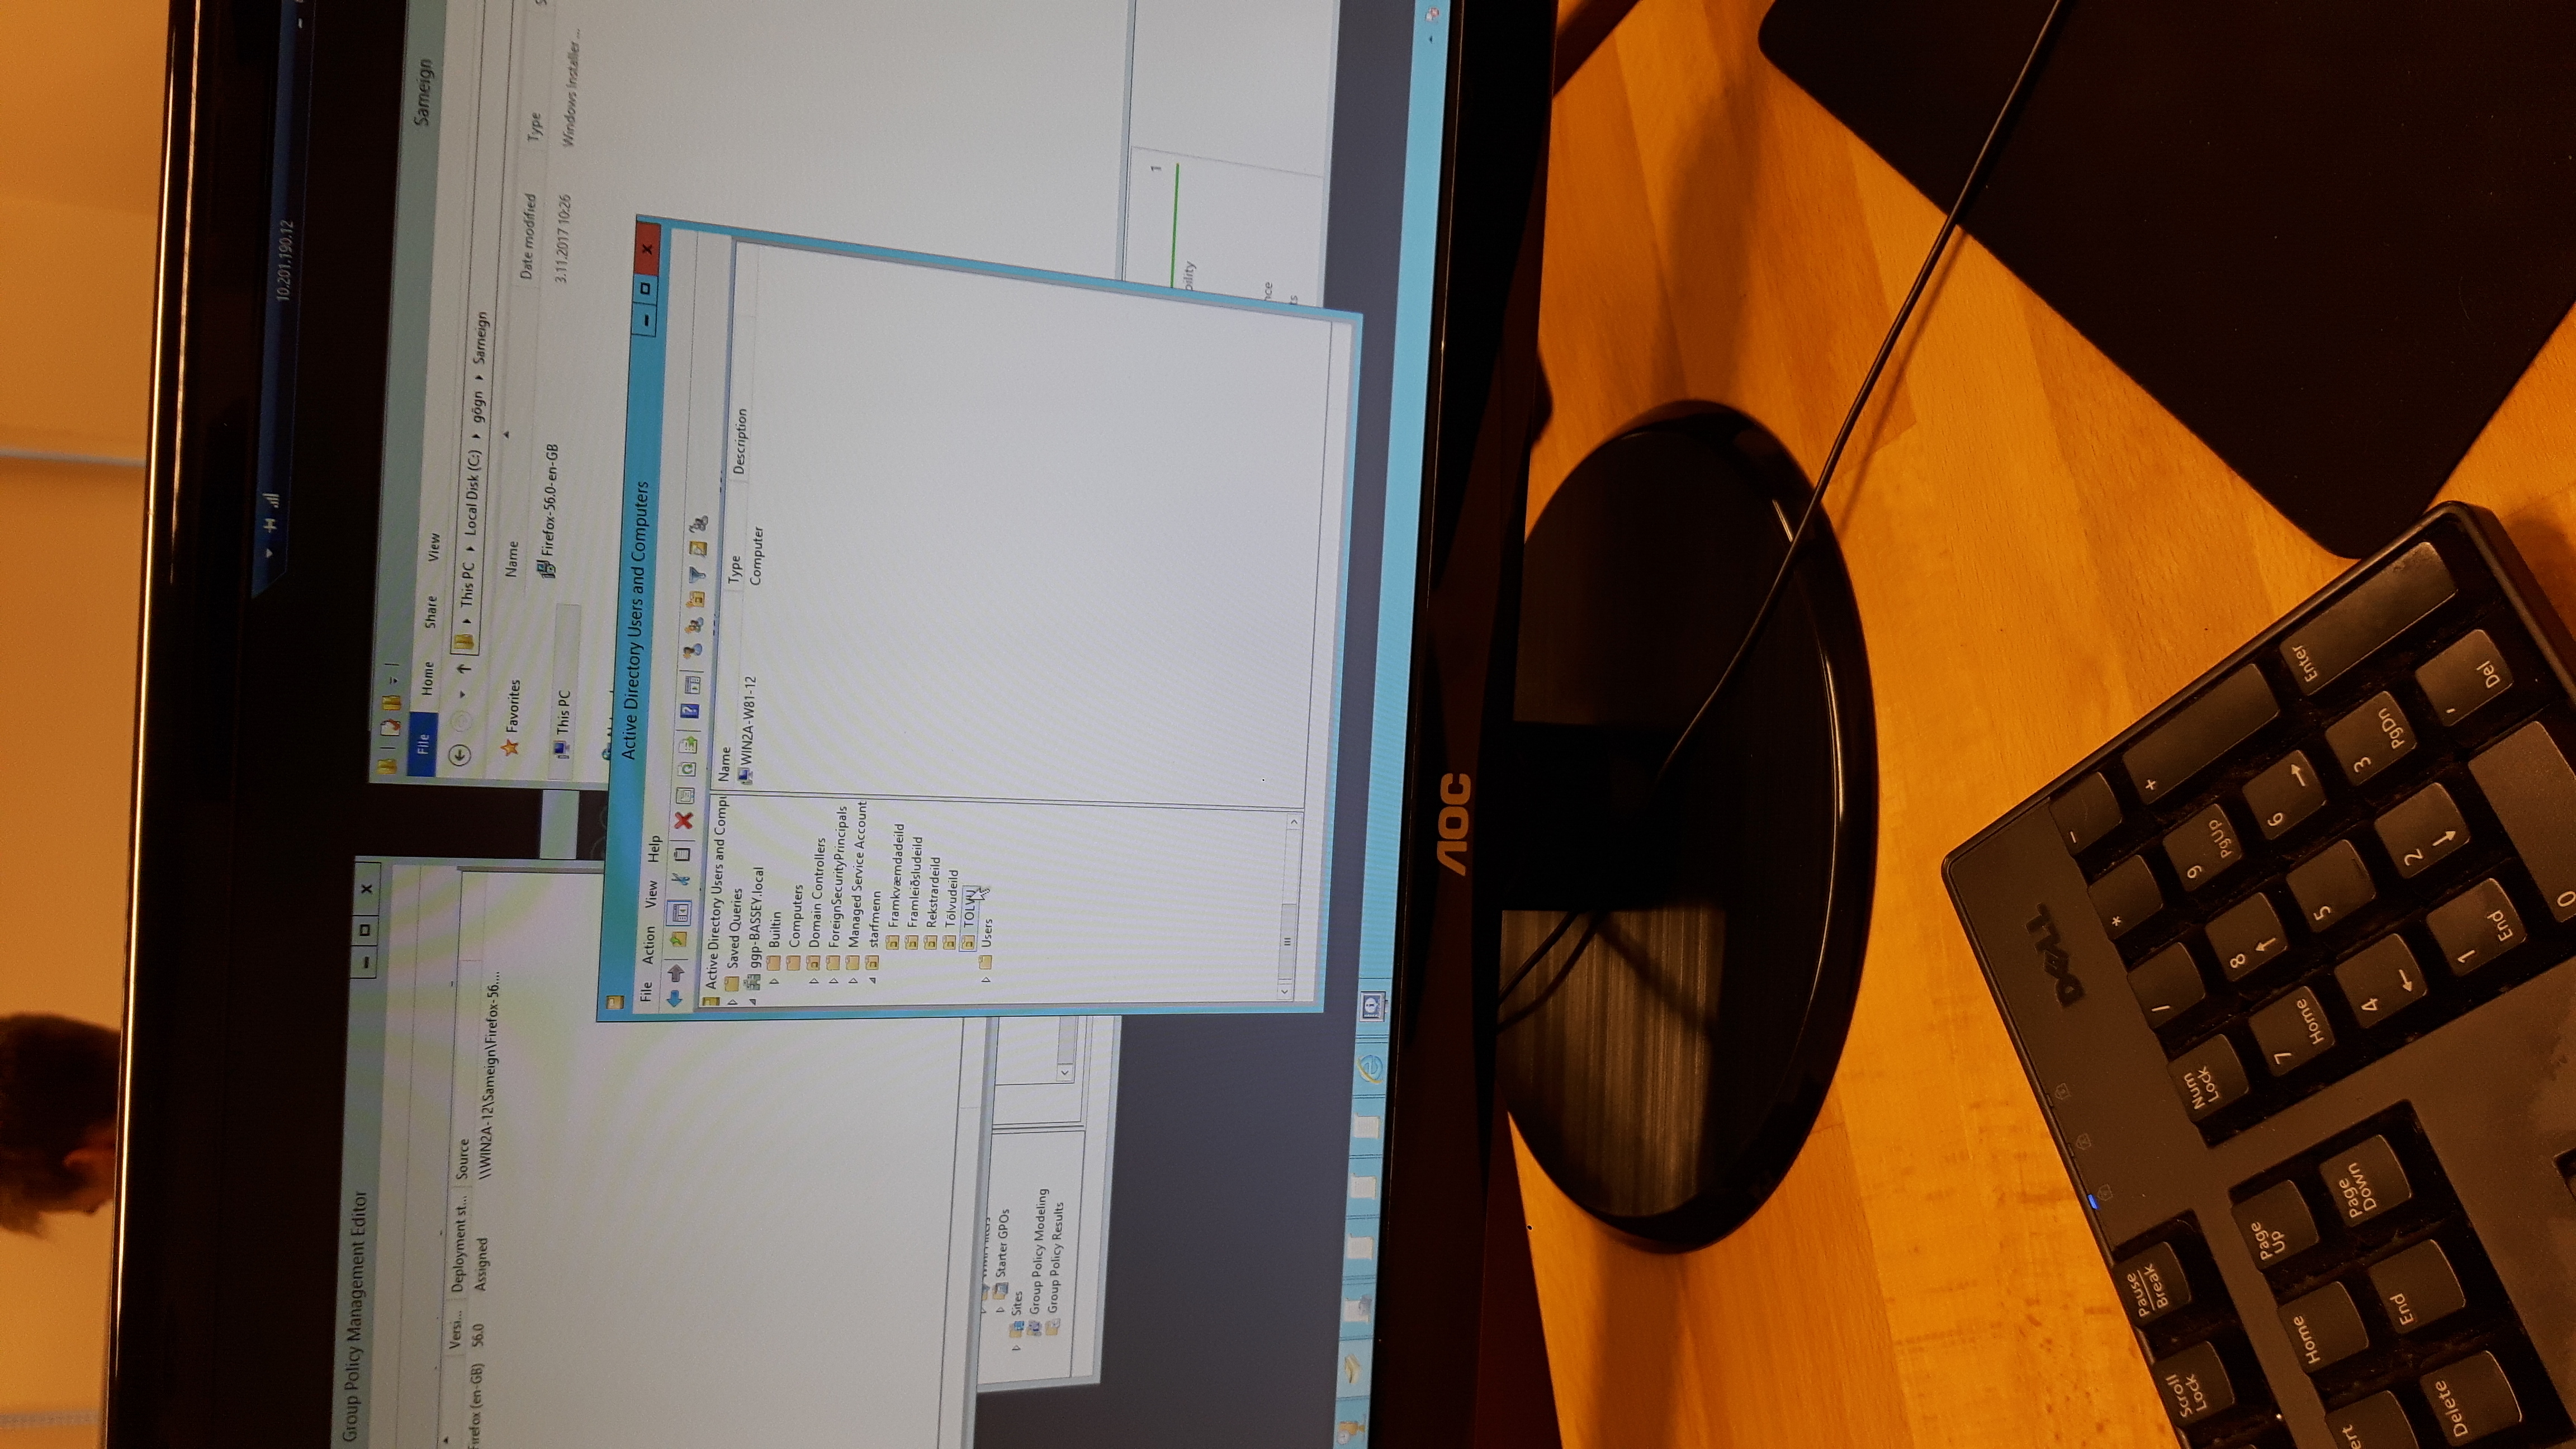 10.201.190.12
Group Policy Management Editor
Versi... Deployment st... Source
Firefox (en-GB) 56.0 Assigned \\WIN2A-12\Sameign\Firefox-56....
Sameign
File Home Share View
This PC Local Disk (C:) gögn Sameign
Favorites
This PC
Name Date modified Type
Firefox-56.0-en-GB 3.11.2017 10:26 Windows Installer ...
Active Directory Users and Computers
File Action View Help
Active Directory Users and Compu
Saved Queries
ggp-BASSEY.local
Builtin
Computers
Domain Controllers
ForeignSecurityPrincipals
Managed Service Account
starfmenn
Framkvæmdadeild
Framleiðsludeild
Rekstrardeild
Tölvudeild
TOLVU
Users
Name Type Description
WIN2A-W81-12 Computer
Starter GPOs
Sites
Group Policy Modeling
Group Policy Results
1
bility
nce
ts
AOC
DELL
Scroll Lock
Pause Break
Num Lock
/
*
-
+
Home
Page Up
7 Home
8
9 PgUp
ert
Delete
End
Page Down
4
5
6
Enter
1 End
2
3 PgDn
0
' Del